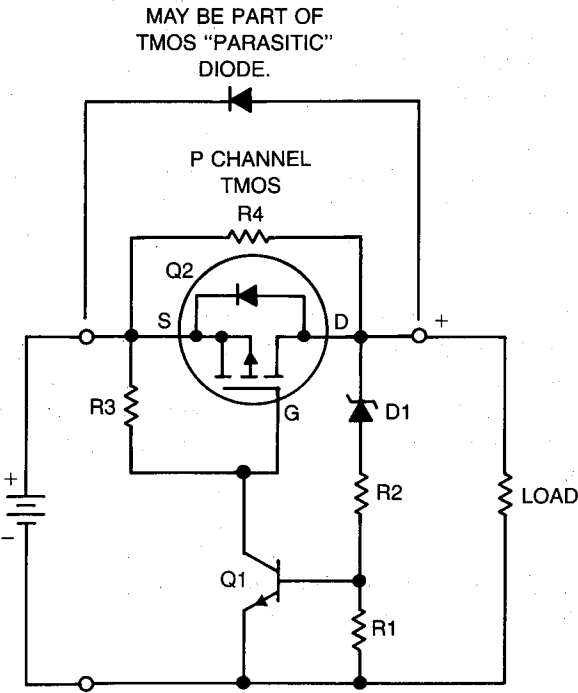 MAY BE PART OF
TMOS “PARASITIC”
DIODE.
P CHANNEL
TMOS
R4
Q2
S
D
+
G
R3
D1
+
−
R2
LOAD
Q1
R1